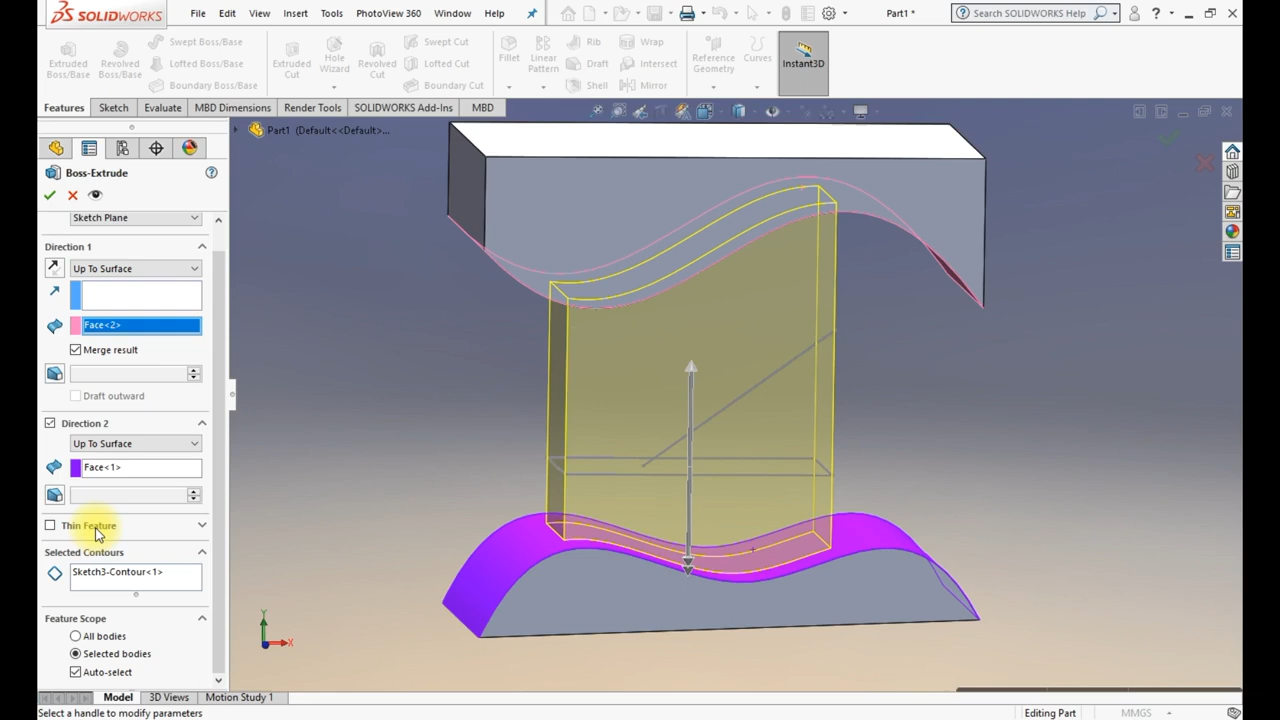 SOLIDWORKS File Edit View Insert Tools PhotoView 360 Window Help Part1 * Search SOLIDWORKS Help ?
Extruded Boss/Base
Revolved Boss/Base
Swept Boss/Base
Lofted Boss/Base
Boundary Boss/Base
Extruded Cut
Hole Wizard
Revolved Cut
Swept Cut
Lofted Cut
Boundary Cut
Fillet
Linear Pattern
Rib
Draft
Shell
Wrap
Intersect
Mirror
Reference Geometry
Curves
Instant3D
Features Sketch Evaluate MBD Dimensions Render Tools SOLIDWORKS Add-Ins MBD
Part1 (Default<<Default>...
Boss-Extrude
Sketch Plane
Direction 1
Up To Surface
Face<2>
Merge result
Draft outward
Direction 2
Up To Surface
Face<1>
Thin Feature
Selected Contours
Sketch3-Contour<1>
Feature Scope
All bodies
Selected bodies
Auto-select
Y
X
Model 3D Views Motion Study 1
Select a handle to modify parameters Editing Part MMGS